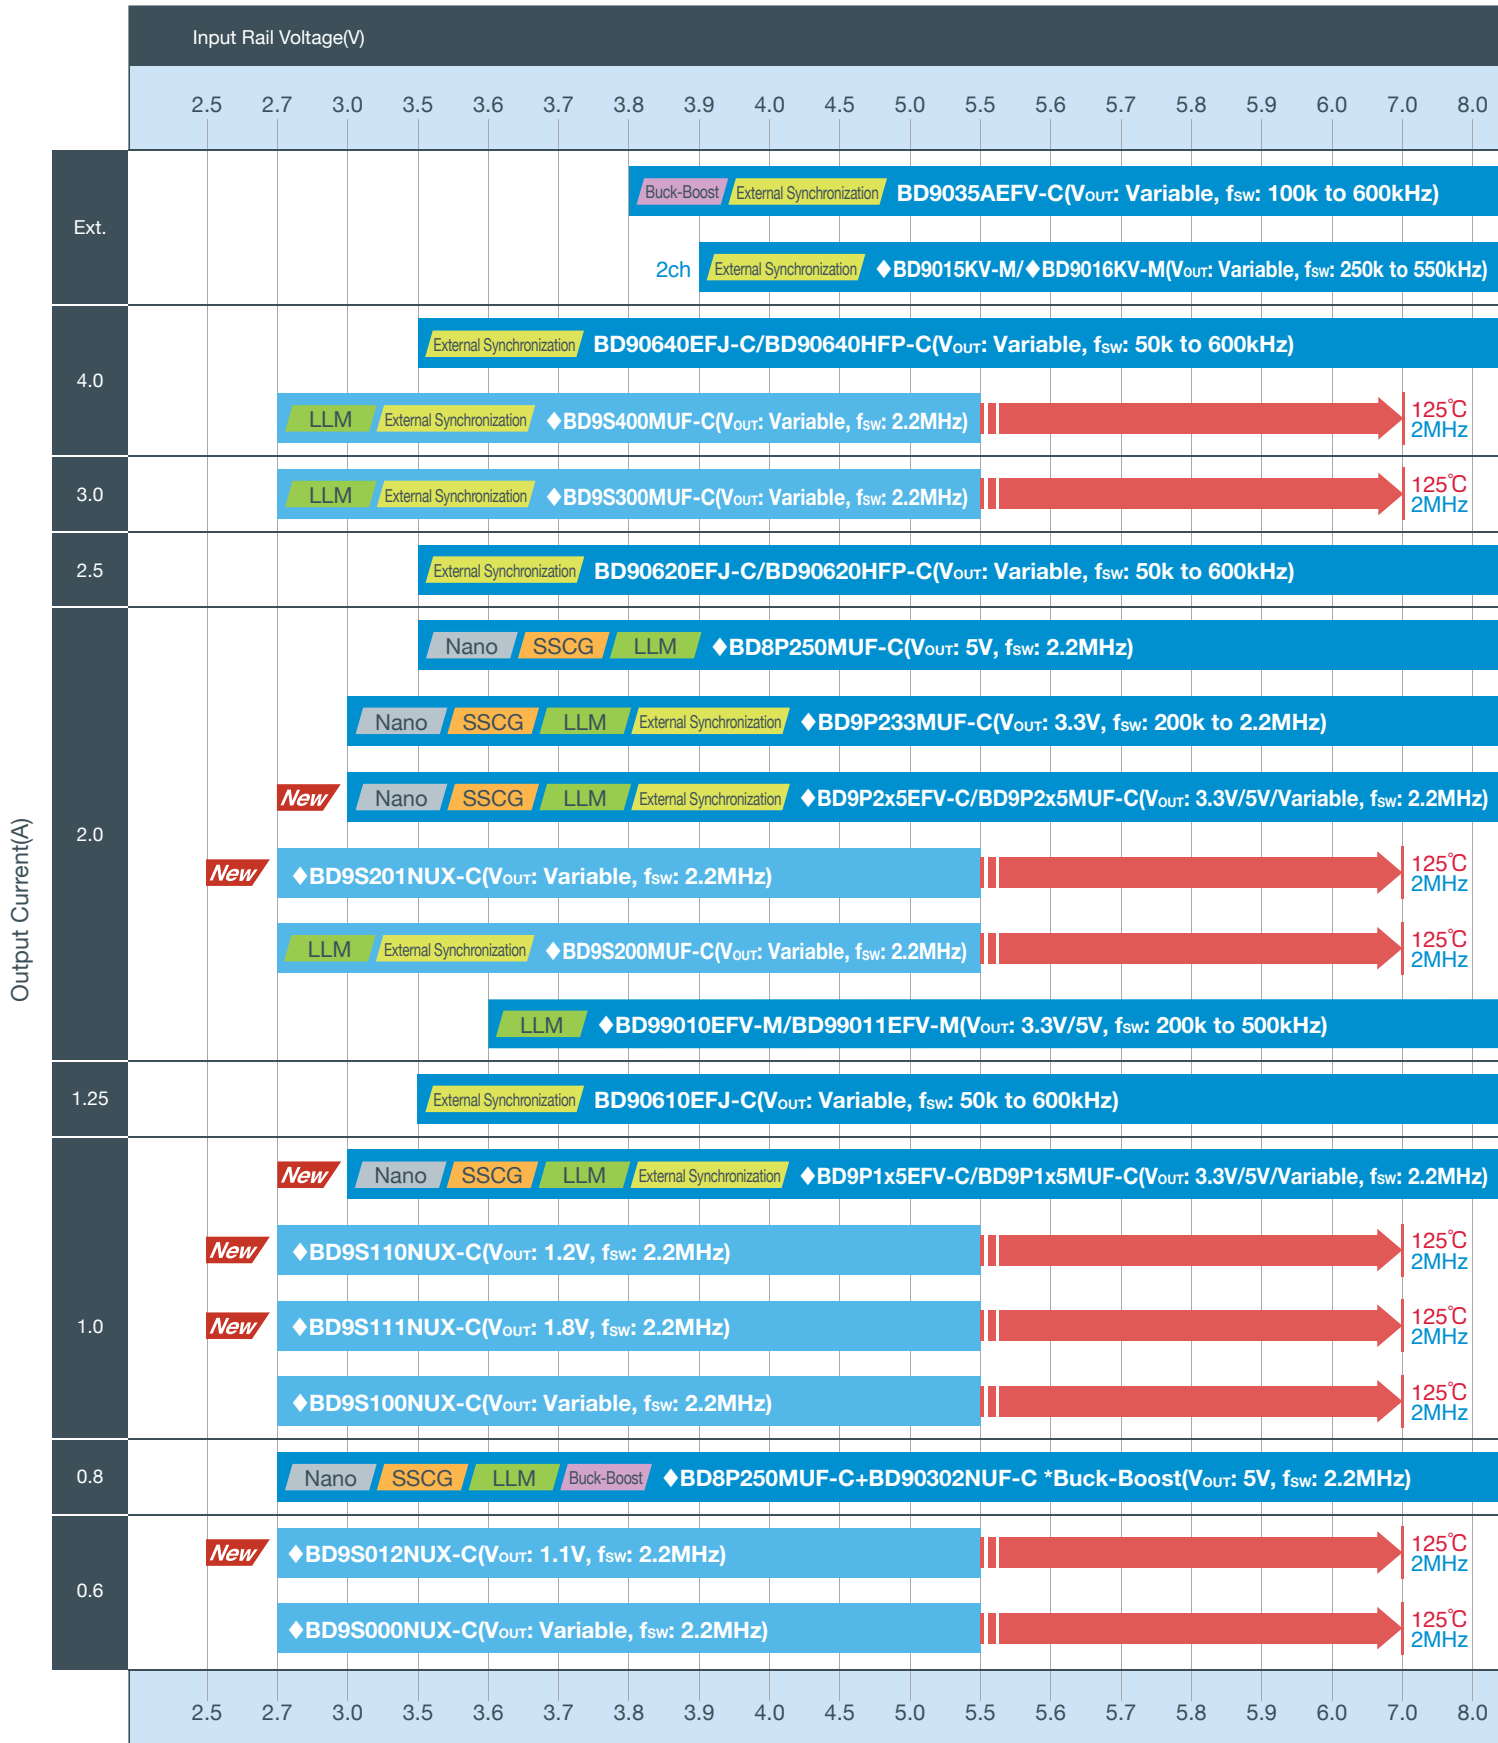 Input Rail Voltage(V)
2.5 2.7 3.0 3.5 3.6 3.7 3.8 3.9 4.0 4.5 5.0 5.5 5.6 5.7 5.8 5.9 6.0 7.0 8.0
Output Current(A)
Ext.
Buck-Boost External Synchronization BD9035AEFV-C(VOUT: Variable, fsw: 100k to 600kHz)
2ch External Synchronization ♦BD9015KV-M/♦BD9016KV-M(VOUT: Variable, fsw: 250k to 550kHz)
4.0
External Synchronization BD90640EFJ-C/BD90640HFP-C(VOUT: Variable, fsw: 50k to 600kHz)
LLM External Synchronization ♦BD9S400MUF-C(VOUT: Variable, fsw: 2.2MHz)
125℃
2MHz
3.0
LLM External Synchronization ♦BD9S300MUF-C(VOUT: Variable, fsw: 2.2MHz)
125℃
2MHz
2.5
External Synchronization BD90620EFJ-C/BD90620HFP-C(VOUT: Variable, fsw: 50k to 600kHz)
2.0
Nano SSCG LLM ♦BD8P250MUF-C(VOUT: 5V, fsw: 2.2MHz)
Nano SSCG LLM External Synchronization ♦BD9P233MUF-C(VOUT: 3.3V, fsw: 200k to 2.2MHz)
New Nano SSCG LLM External Synchronization ♦BD9P2x5EFV-C/BD9P2x5MUF-C(VOUT: 3.3V/5V/Variable, fsw: 2.2MHz)
New ♦BD9S201NUX-C(VOUT: Variable, fsw: 2.2MHz)
125℃
2MHz
LLM External Synchronization ♦BD9S200MUF-C(VOUT: Variable, fsw: 2.2MHz)
125℃
2MHz
LLM ♦BD99010EFV-M/BD99011EFV-M(VOUT: 3.3V/5V, fsw: 200k to 500kHz)
1.25
External Synchronization BD90610EFJ-C(VOUT: Variable, fsw: 50k to 600kHz)
1.0
New Nano SSCG LLM External Synchronization ♦BD9P1x5EFV-C/BD9P1x5MUF-C(VOUT: 3.3V/5V/Variable, fsw: 2.2MHz)
New ♦BD9S110NUX-C(VOUT: 1.2V, fsw: 2.2MHz)
125℃
2MHz
New ♦BD9S111NUX-C(VOUT: 1.8V, fsw: 2.2MHz)
125℃
2MHz
♦BD9S100NUX-C(VOUT: Variable, fsw: 2.2MHz)
125℃
2MHz
0.8
Nano SSCG LLM Buck-Boost ♦BD8P250MUF-C+BD90302NUF-C *Buck-Boost(VOUT: 5V, fsw: 2.2MHz)
0.6
New ♦BD9S012NUX-C(VOUT: 1.1V, fsw: 2.2MHz)
125℃
2MHz
♦BD9S000NUX-C(VOUT: Variable, fsw: 2.2MHz)
125℃
2MHz
2.5 2.7 3.0 3.5 3.6 3.7 3.8 3.9 4.0 4.5 5.0 5.5 5.6 5.7 5.8 5.9 6.0 7.0 8.0